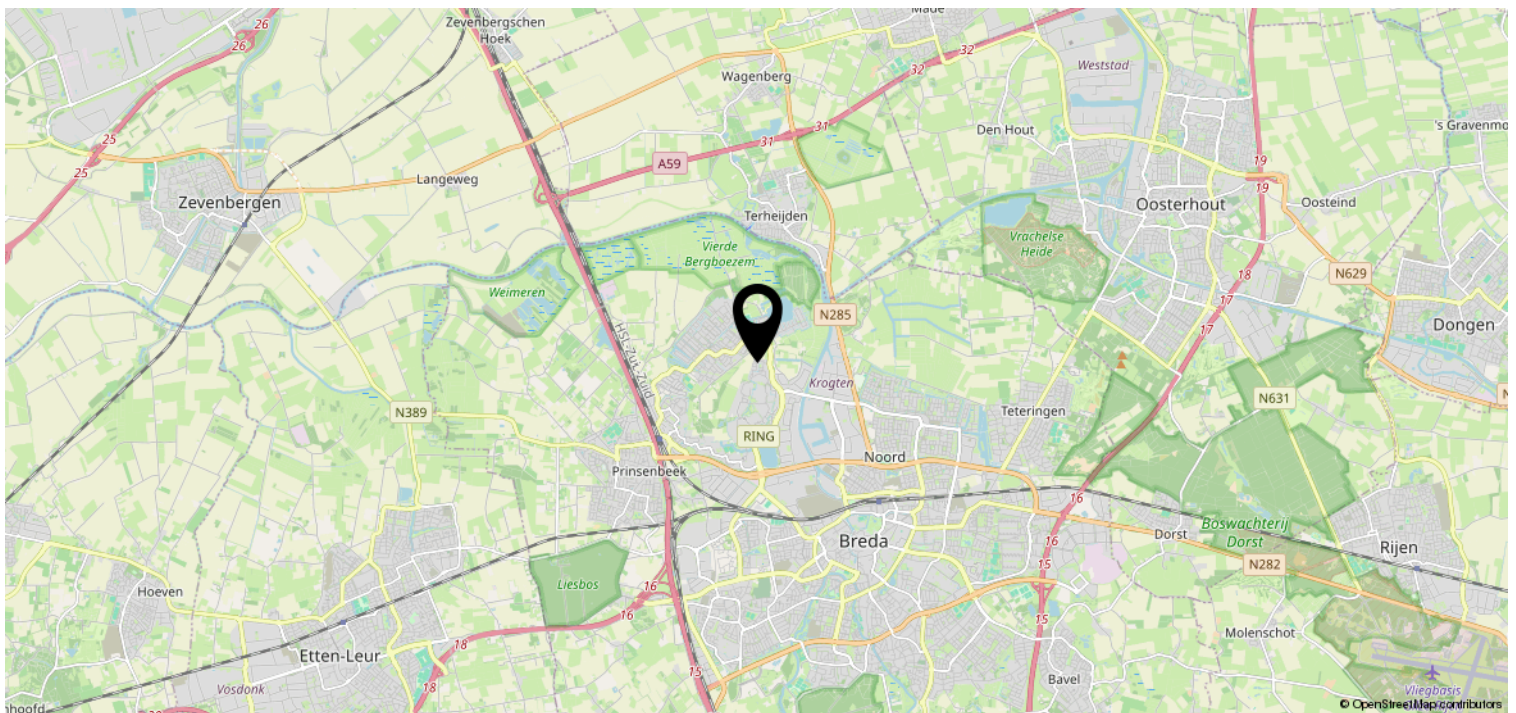 26
26
Zevenbergschen
Hoek
Made
32
32
Wagenberg
Weststad
31
31
Den Hout
's Gravenmo
25
25
A59
19
19
Langeweg
Zevenbergen
Oosterhout
Oosteind
Terheijden
Vrachelse
Heide
Vierde
Bergboezem
18
N629
Weimeren
17
17
N285
Dongen
HSL-Zuid
Krogten
N631
N389
Teteringen
RING
Noord
Prinsenbeek
16
16
15
Breda
Dorst
Boswachterij
Dorst
Rijen
N282
Liesbos
16
16
Hoeven
15
Molenschot
18
18
Etten-Leur
15
Bavel
Vosdonk
Vliegbasis
© OpenStreetMap contributors